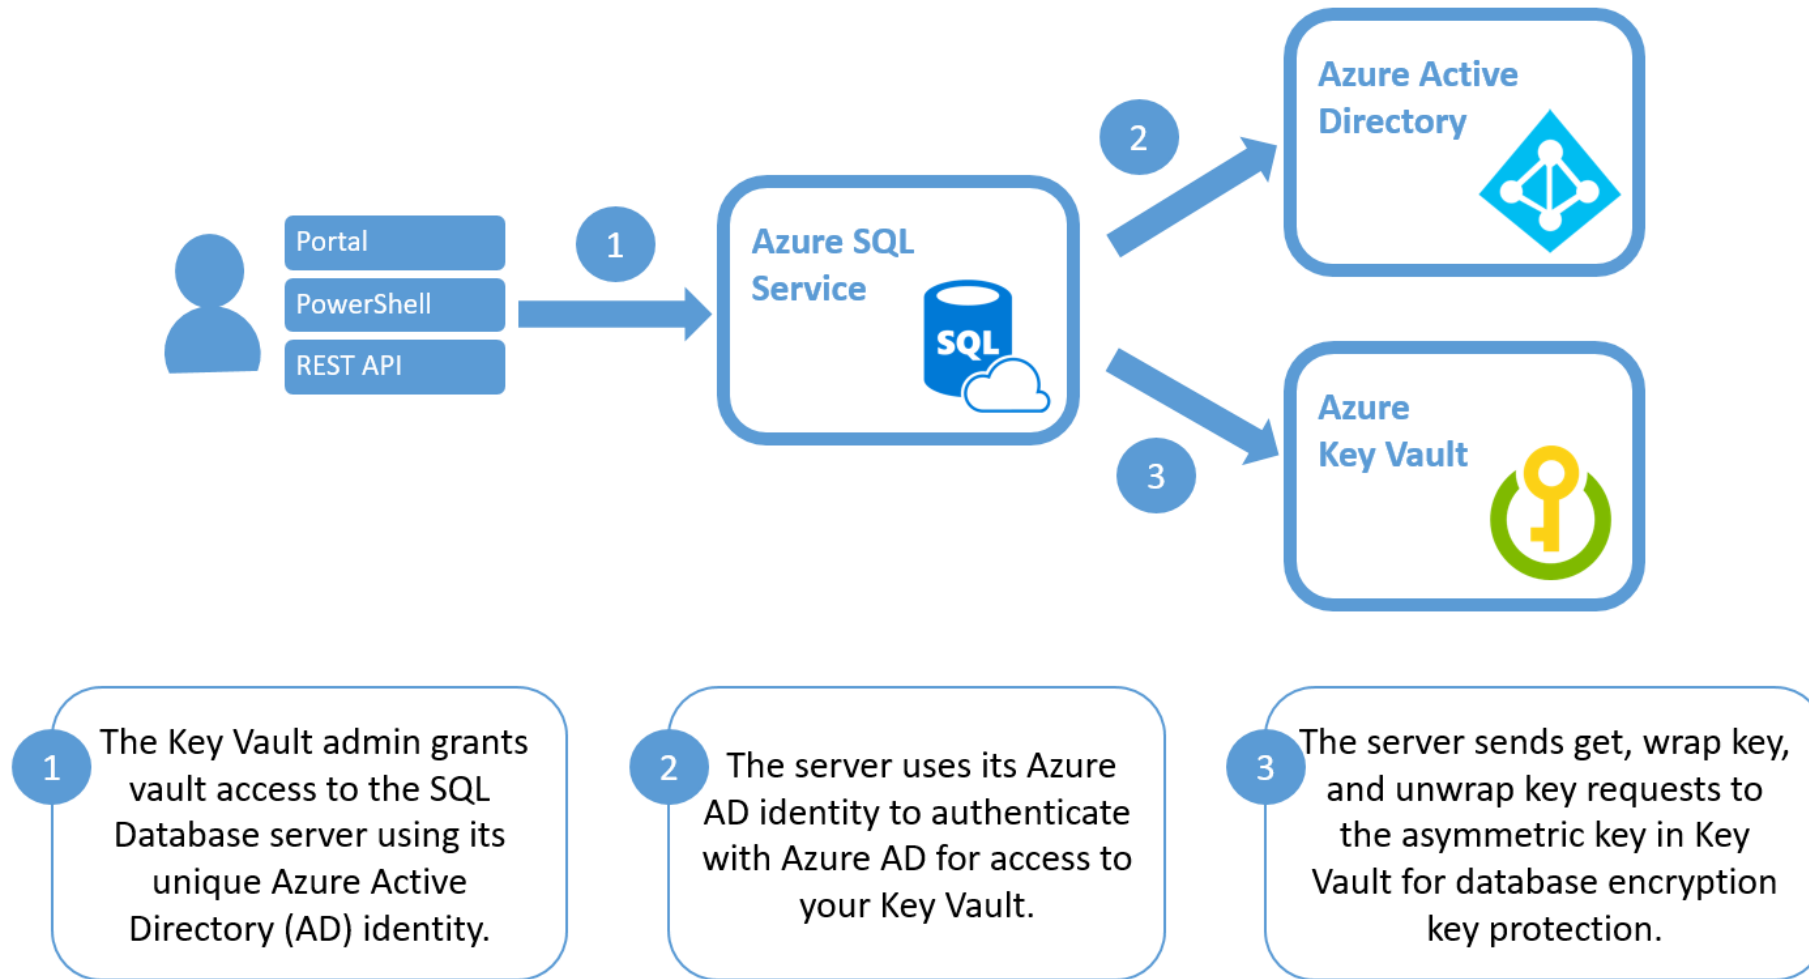 Azure Active
Directory
2
Portal
PowerShell
REST API
1
Azure SQL
Service
SQL
Azure
Key Vault
3
1
The Key Vault admin grants
vault access to the SQL
Database server using its
unique Azure Active
Directory (AD) identity.
2
The server uses its Azure
AD identity to authenticate
with Azure AD for access to
your Key Vault.
3
The server sends get, wrap key,
and unwrap key requests to
the asymmetric key in Key
Vault for database encryption
key protection.